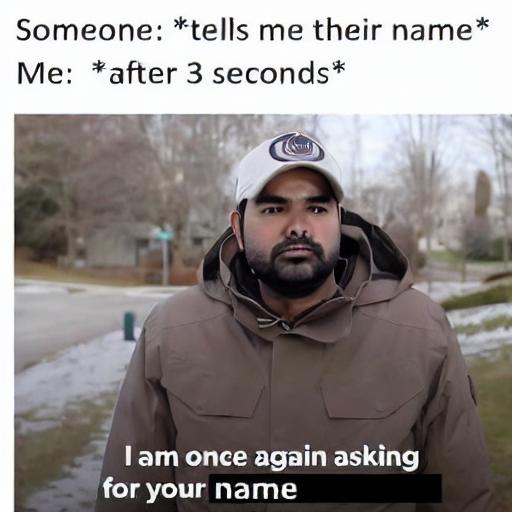 Someone: *tells me their name*
Me: *after 3 seconds*
I am once again asking
for your name